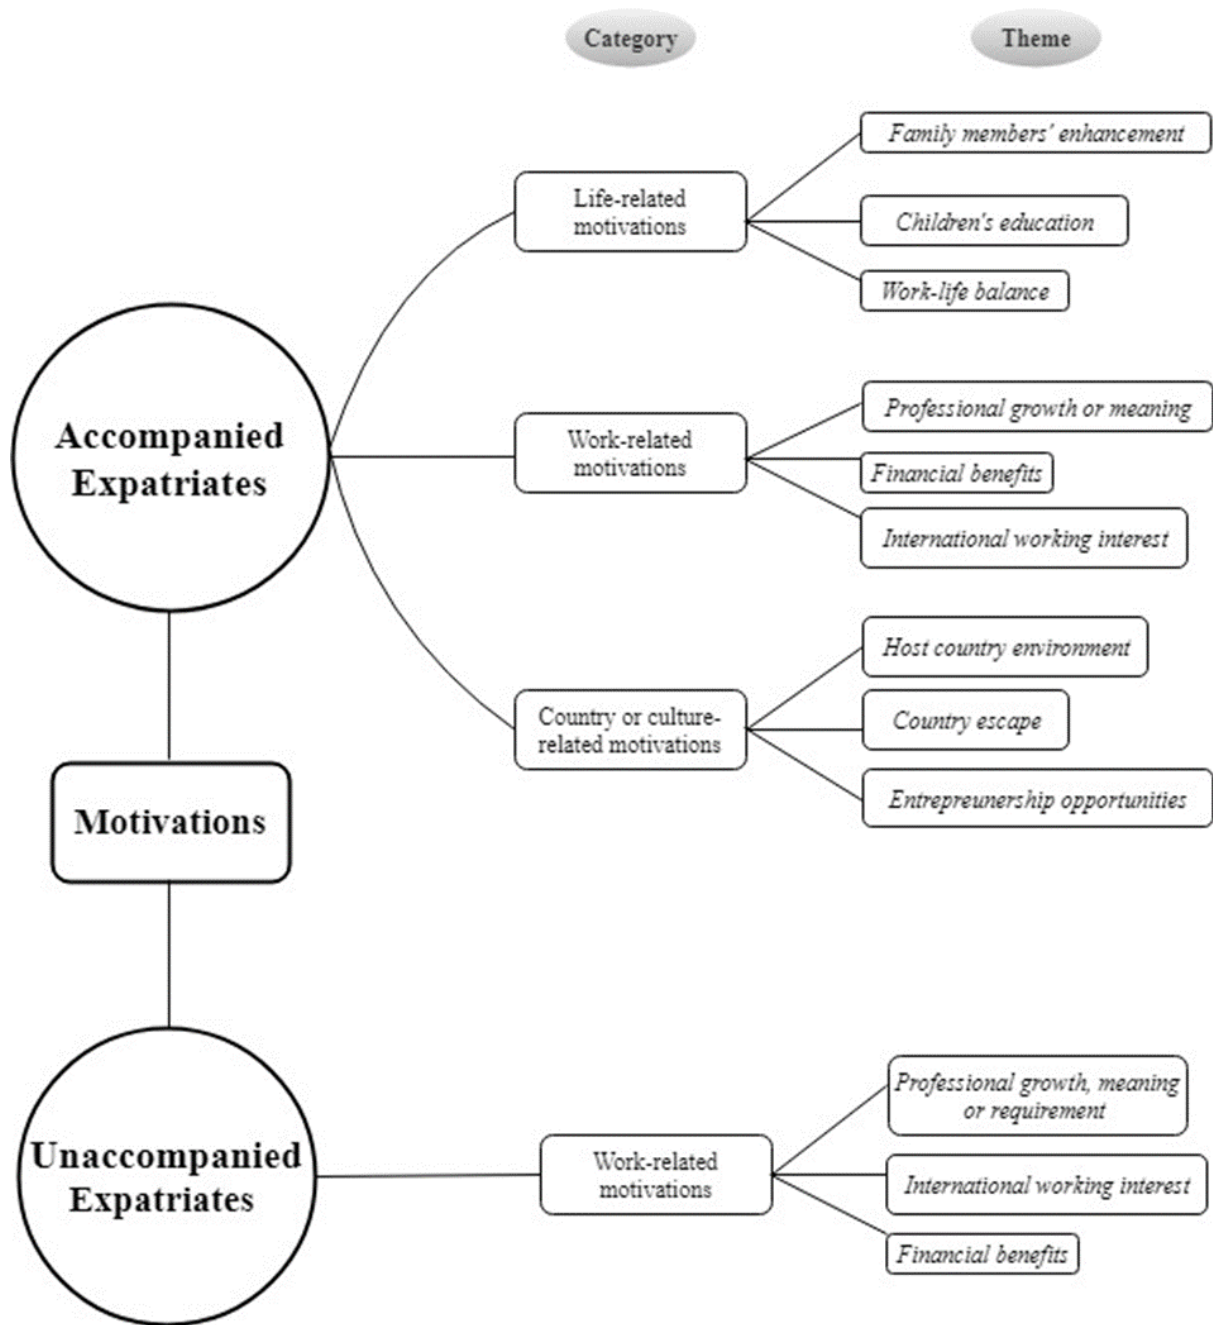 Category
Theme
Accompanied
Expatriates
Life-related
motivations
Family members' enhancement
Children's education
Work-life balance
Work-related
motivations
Professional growth or meaning
Financial benefits
International working interest
Country or culture-
related motivations
Host country environment
Country escape
Entrepreunership opportunities
Motivations
Unaccompanied
Expatriates
Work-related
motivations
Professional growth, meaning
or requirement
International working interest
Financial benefits